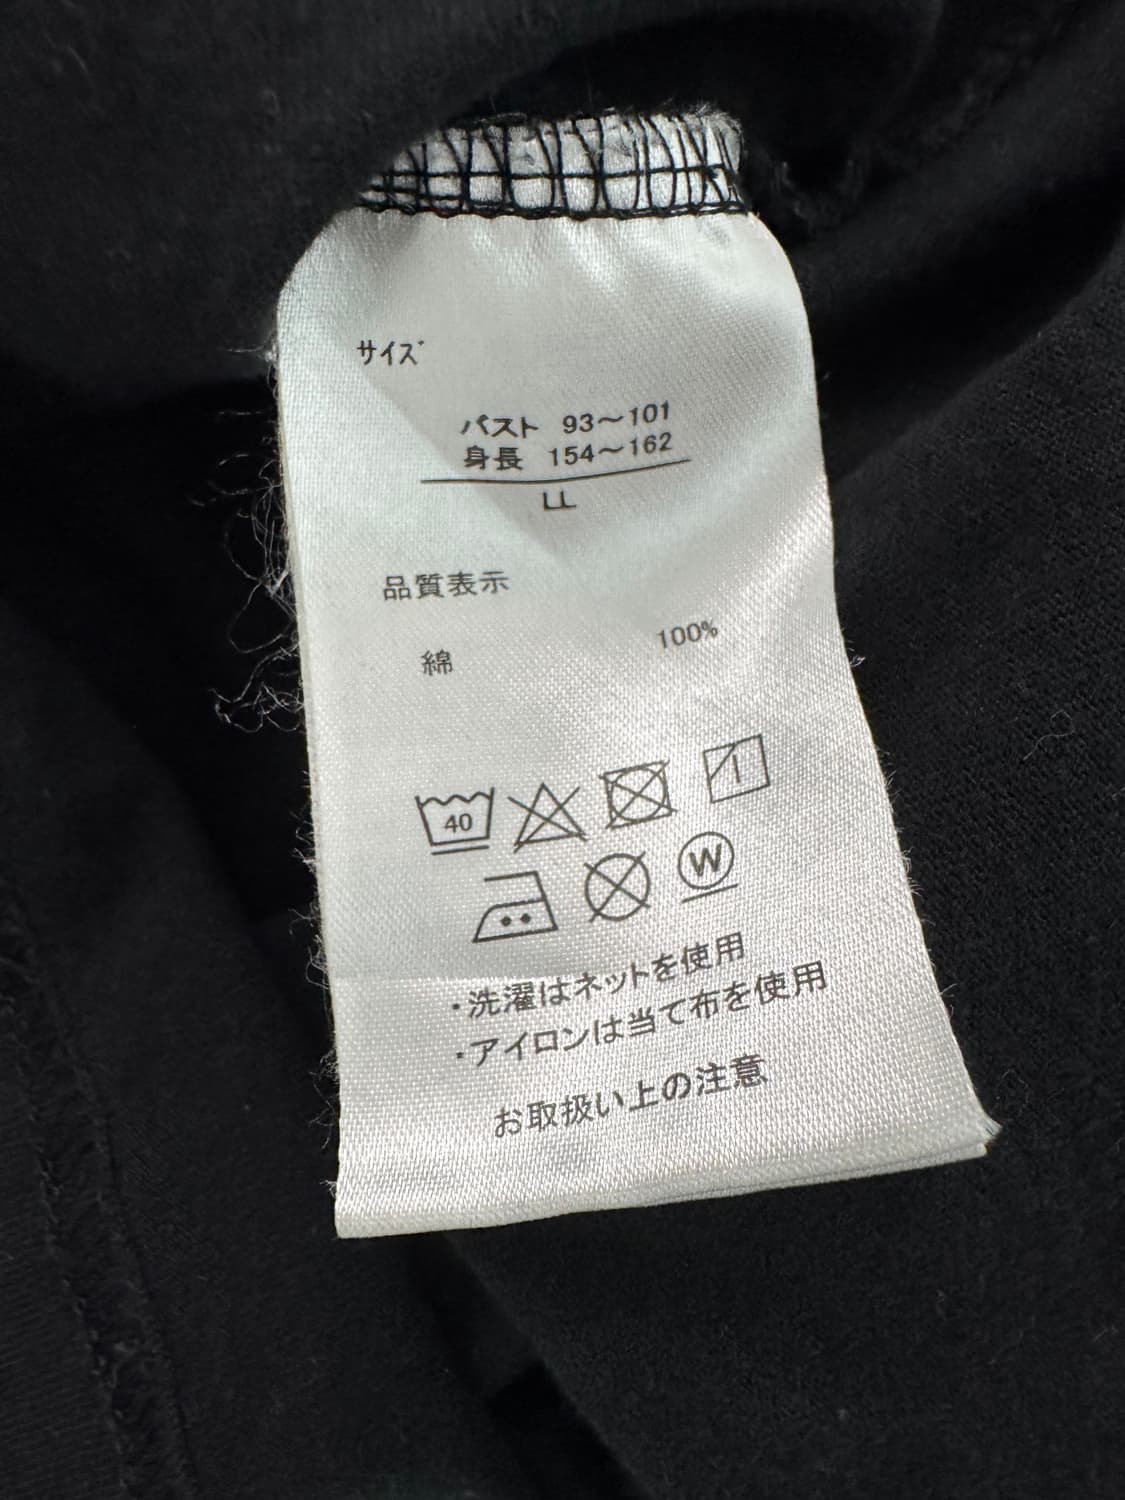 サイズ
バスト 93～101
身長 154～162
LL
品質表示
綿 100%
40
W
・洗濯はネットを使用
・アイロンは当て布を使用
お取扱い上の注意